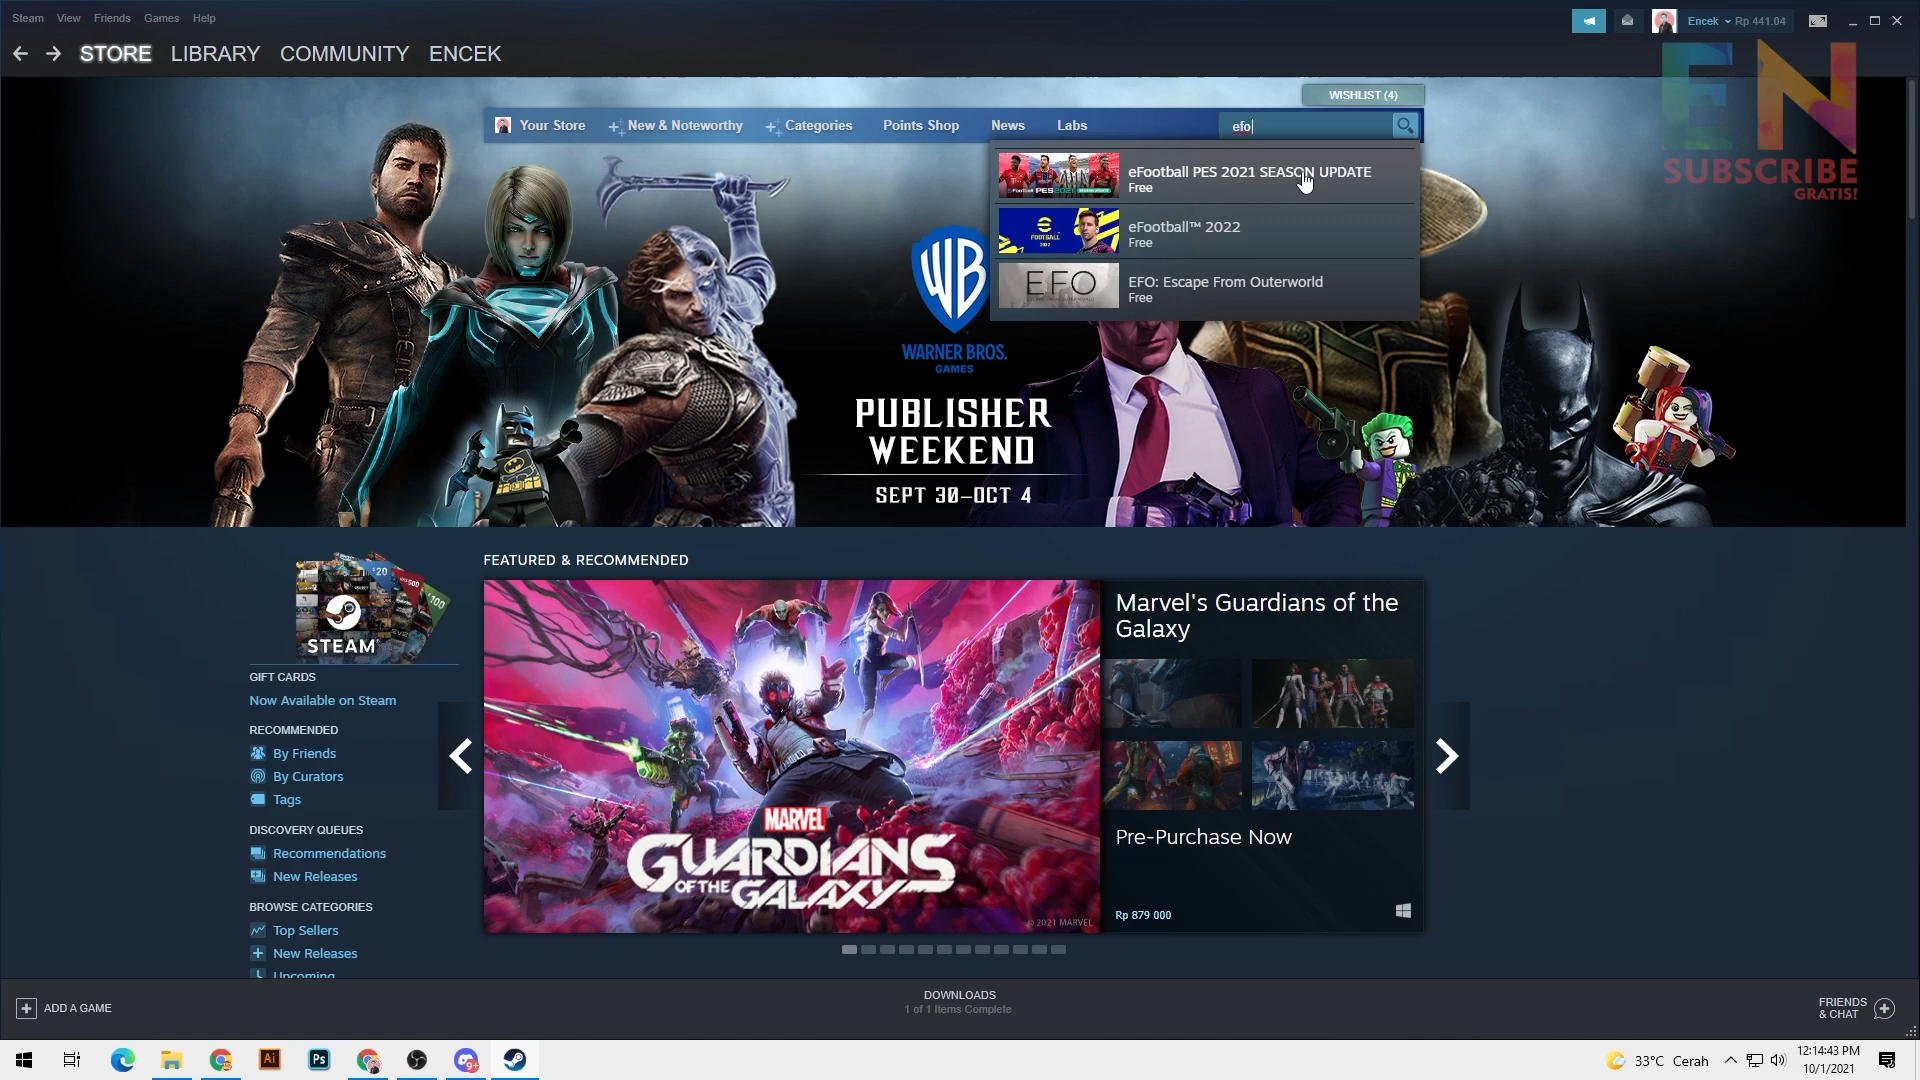 Steam View Friends Games Help
Encek Rp 441.04
STORE LIBRARY COMMUNITY ENCEK
EN
SUBSCRIBE
GRATIS!
WISHLIST (4)
Your Store New & Noteworthy Categories Points Shop News Labs
efo
eFootball PES 2021 SEASON UPDATE
Free
eFootball™ 2022
Free
EFO
EFO: Escape From Outerworld
Free
WB
WARNER BROS.
GAMES
PUBLISHER
WEEKEND
SEPT 30-OCT 4
STEAM
GIFT CARDS
Now Available on Steam
RECOMMENDED
By Friends
By Curators
Tags
DISCOVERY QUEUES
Recommendations
New Releases
BROWSE CATEGORIES
Top Sellers
New Releases
Upcoming
FEATURED & RECOMMENDED
MARVEL
GUARDIANS
OF THE
GALAXY
© 2021 MARVEL
Marvel's Guardians of the
Galaxy
Pre-Purchase Now
Rp 879 000
ADD A GAME
DOWNLOADS
1 of 1 Items Complete
FRIENDS
& CHAT
Ai
Ps
9+
33°C Cerah
12:14:43 PM
10/1/2021